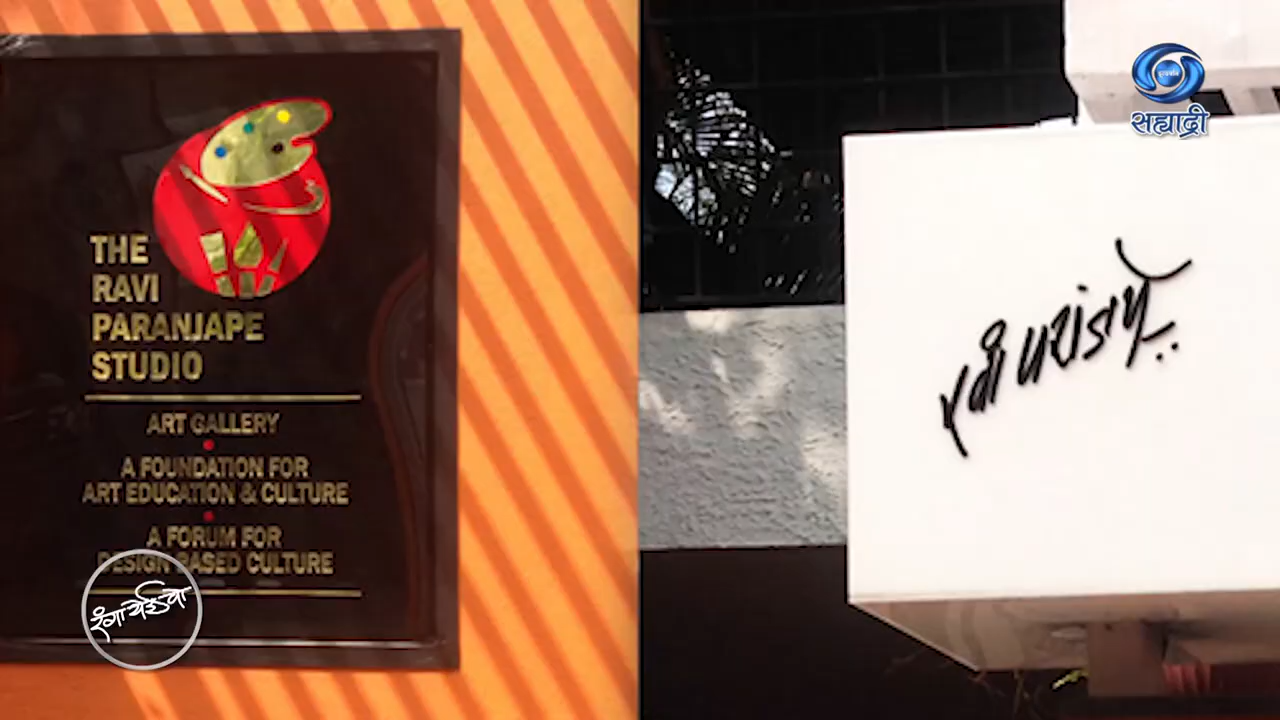 THE
RAVI
PARANJAPE
STUDIO
ART GALLERY
A FOUNDATION FOR
ART EDUCATION & CULTURE
A FORUM FOR
DESIGN BASED CULTURE
रंगा येई वो
रवी परांजपे
सह्याद्री